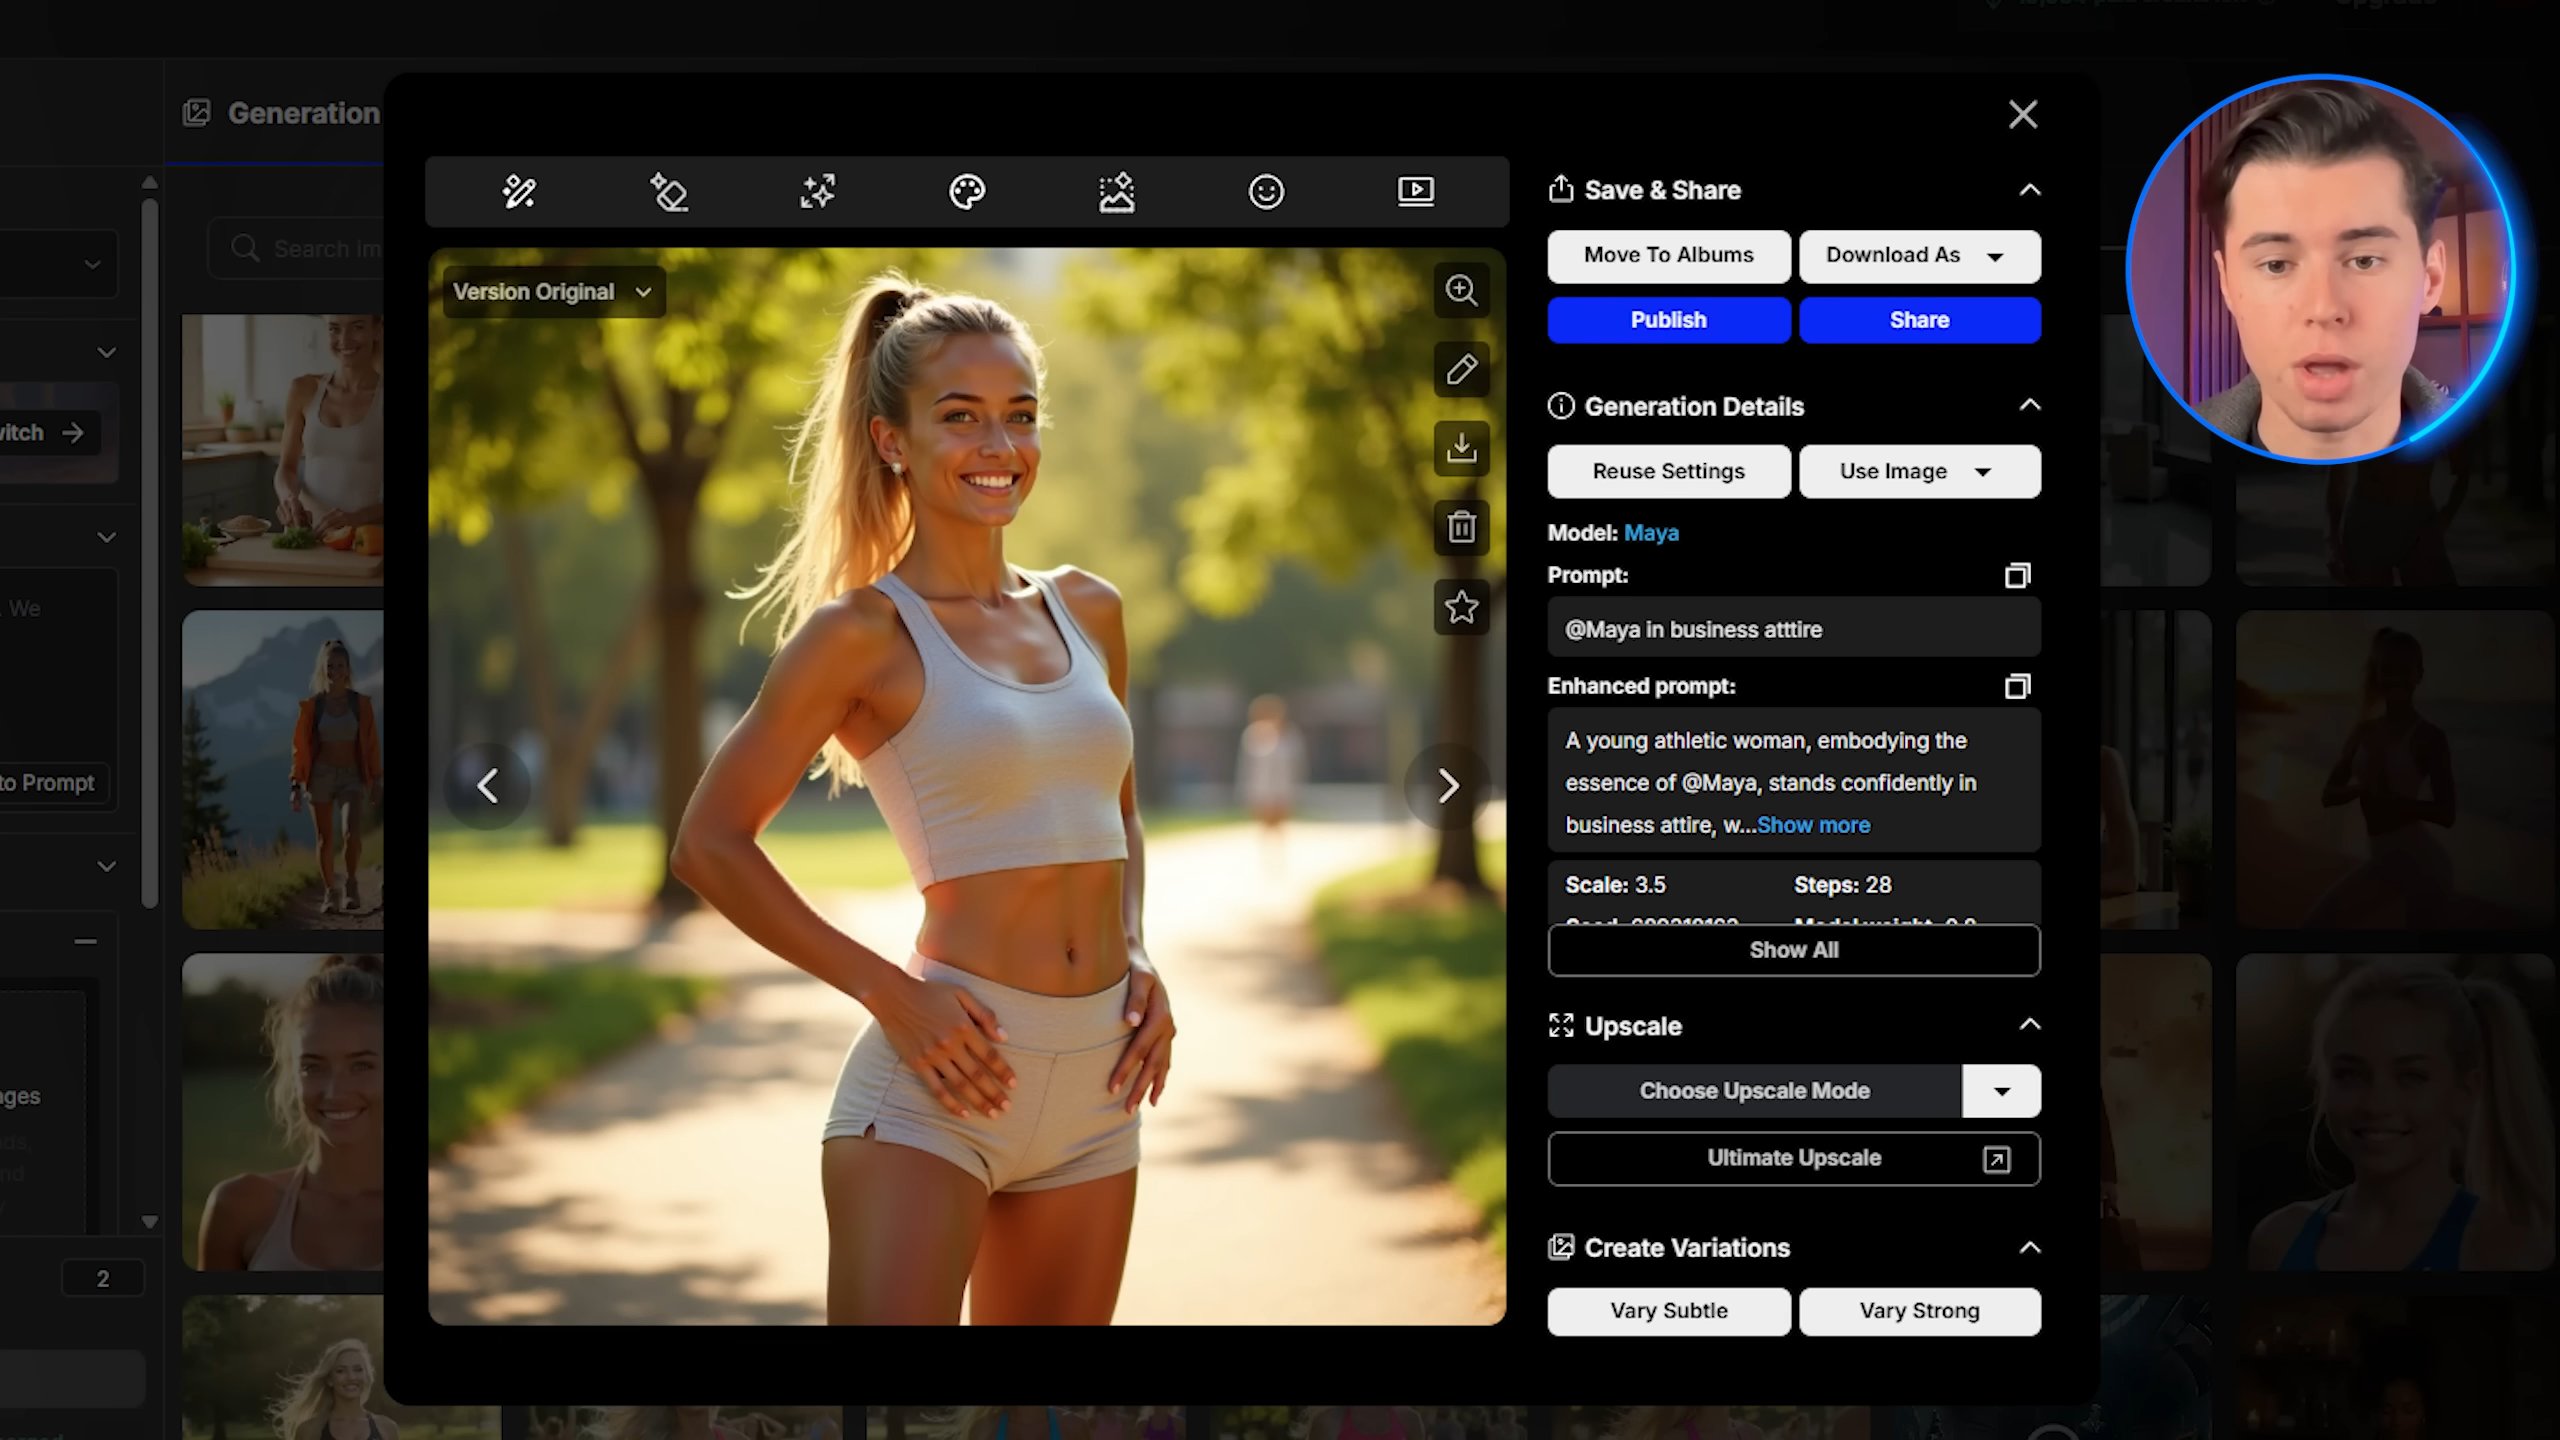 Generation
Search im
Version Original
Save & Share
Move To Albums
Download As
Publish
Share
Generation Details
Reuse Settings
Use Image
Model: Maya
Prompt:
@Maya in business atttire
Enhanced prompt:
A young athletic woman, embodying the
essence of @Maya, stands confidently in
business attire, w...Show more
Scale: 3.5
Steps: 28
Show All
Upscale
Choose Upscale Mode
Ultimate Upscale
Create Variations
Vary Subtle
Vary Strong
witch
We
to Prompt
ages
nd
2